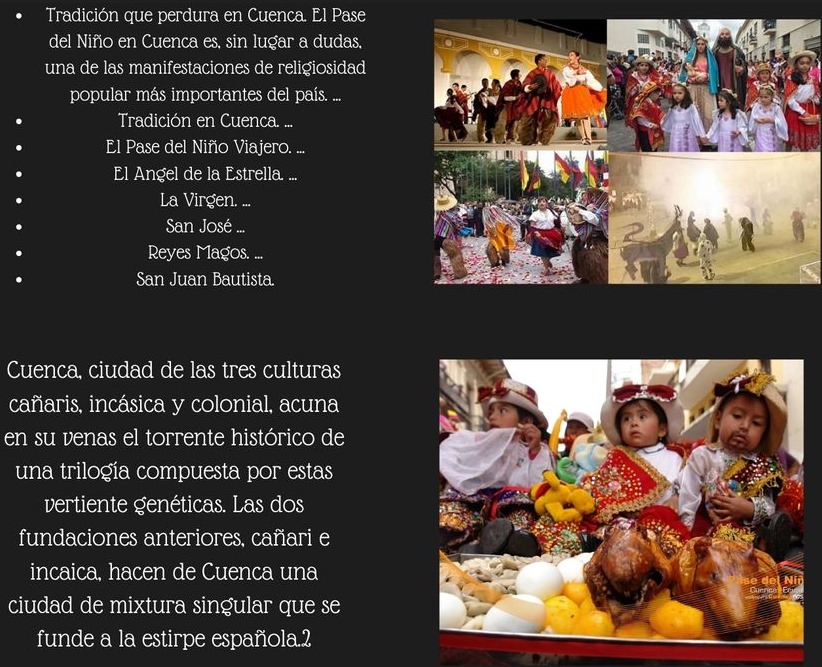 Tradición que perdura en Cuenca. El Pase
del Niño en Cuenca es, sin lugar a dudas,
una de las manifestaciones de religiosidad
popular más importantes del país. ...
Tradición en Cuenca. ...
El Pase del Niño Viajero. ...
El Angel de la Estrella. ...
La Virgen. ...
San José ...
Reyes Magos. ...
San Juan Bautista.
Cuenca, ciudad de las tres culturas
cañaris, incásica y colonial, acuna
en su venas el torrente histórico de
una trilogía compuesta por estas
vertiente genéticas. Las dos
fundaciones anteriores, cañari e
incaica, hacen de Cuenca una
ciudad de mixtura singular que se
funde a la estirpe española.2
Pase del Niñ
Cuenca